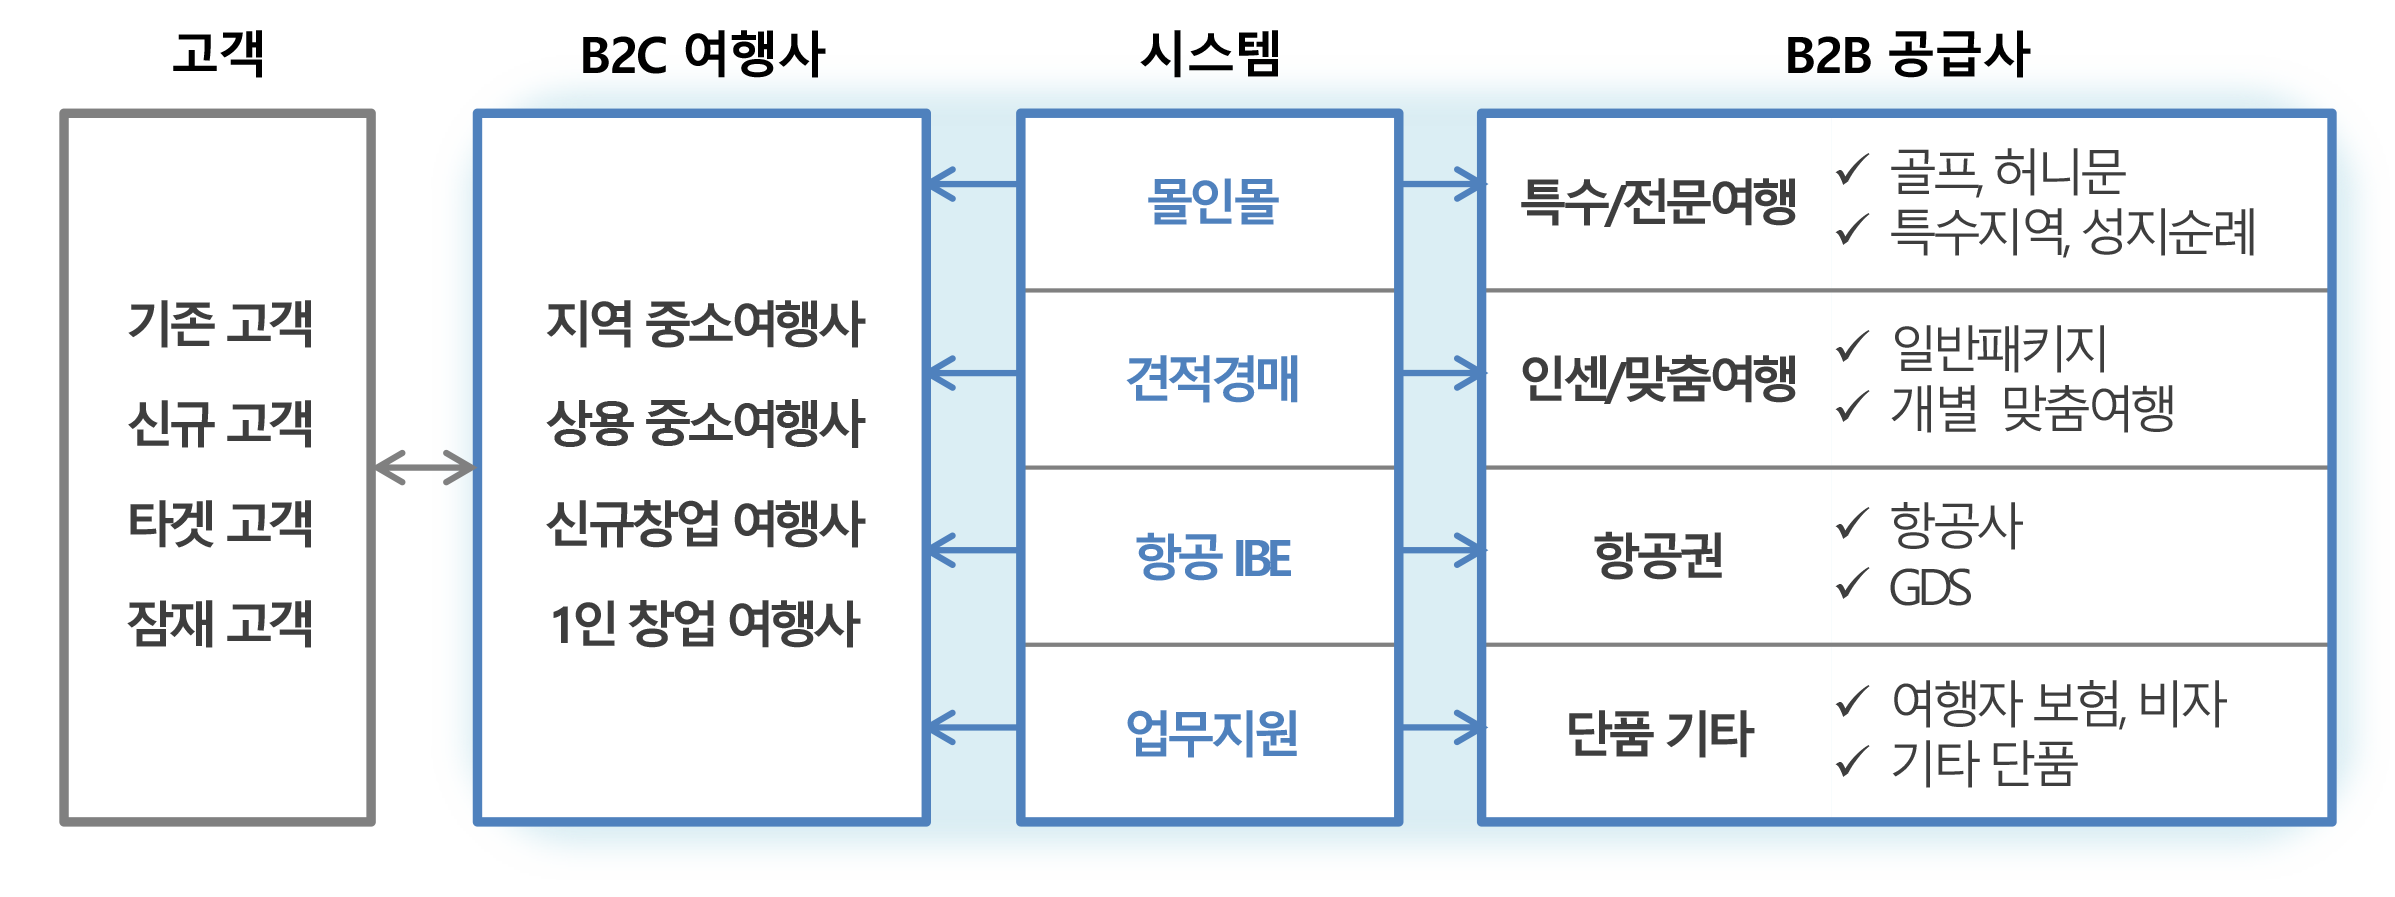 고객
B2C 여행사
시스템
B2B 공급사
기존 고객
신규 고객
타겟 고객
잠재 고객
지역 중소여행사
상용 중소여행사
신규창업 여행사
1인 창업 여행사
몰인몰
견적경매
항공 IBE
업무지원
특수/전문여행
✓ 골프, 허니문
✓ 특수지역, 성지순례
인센/맞춤여행
✓ 일반패키지
✓ 개별 맞춤여행
항공권
✓ 항공사
✓ GDS
단품 기타
✓ 여행자 보험, 비자
✓ 기타 단품